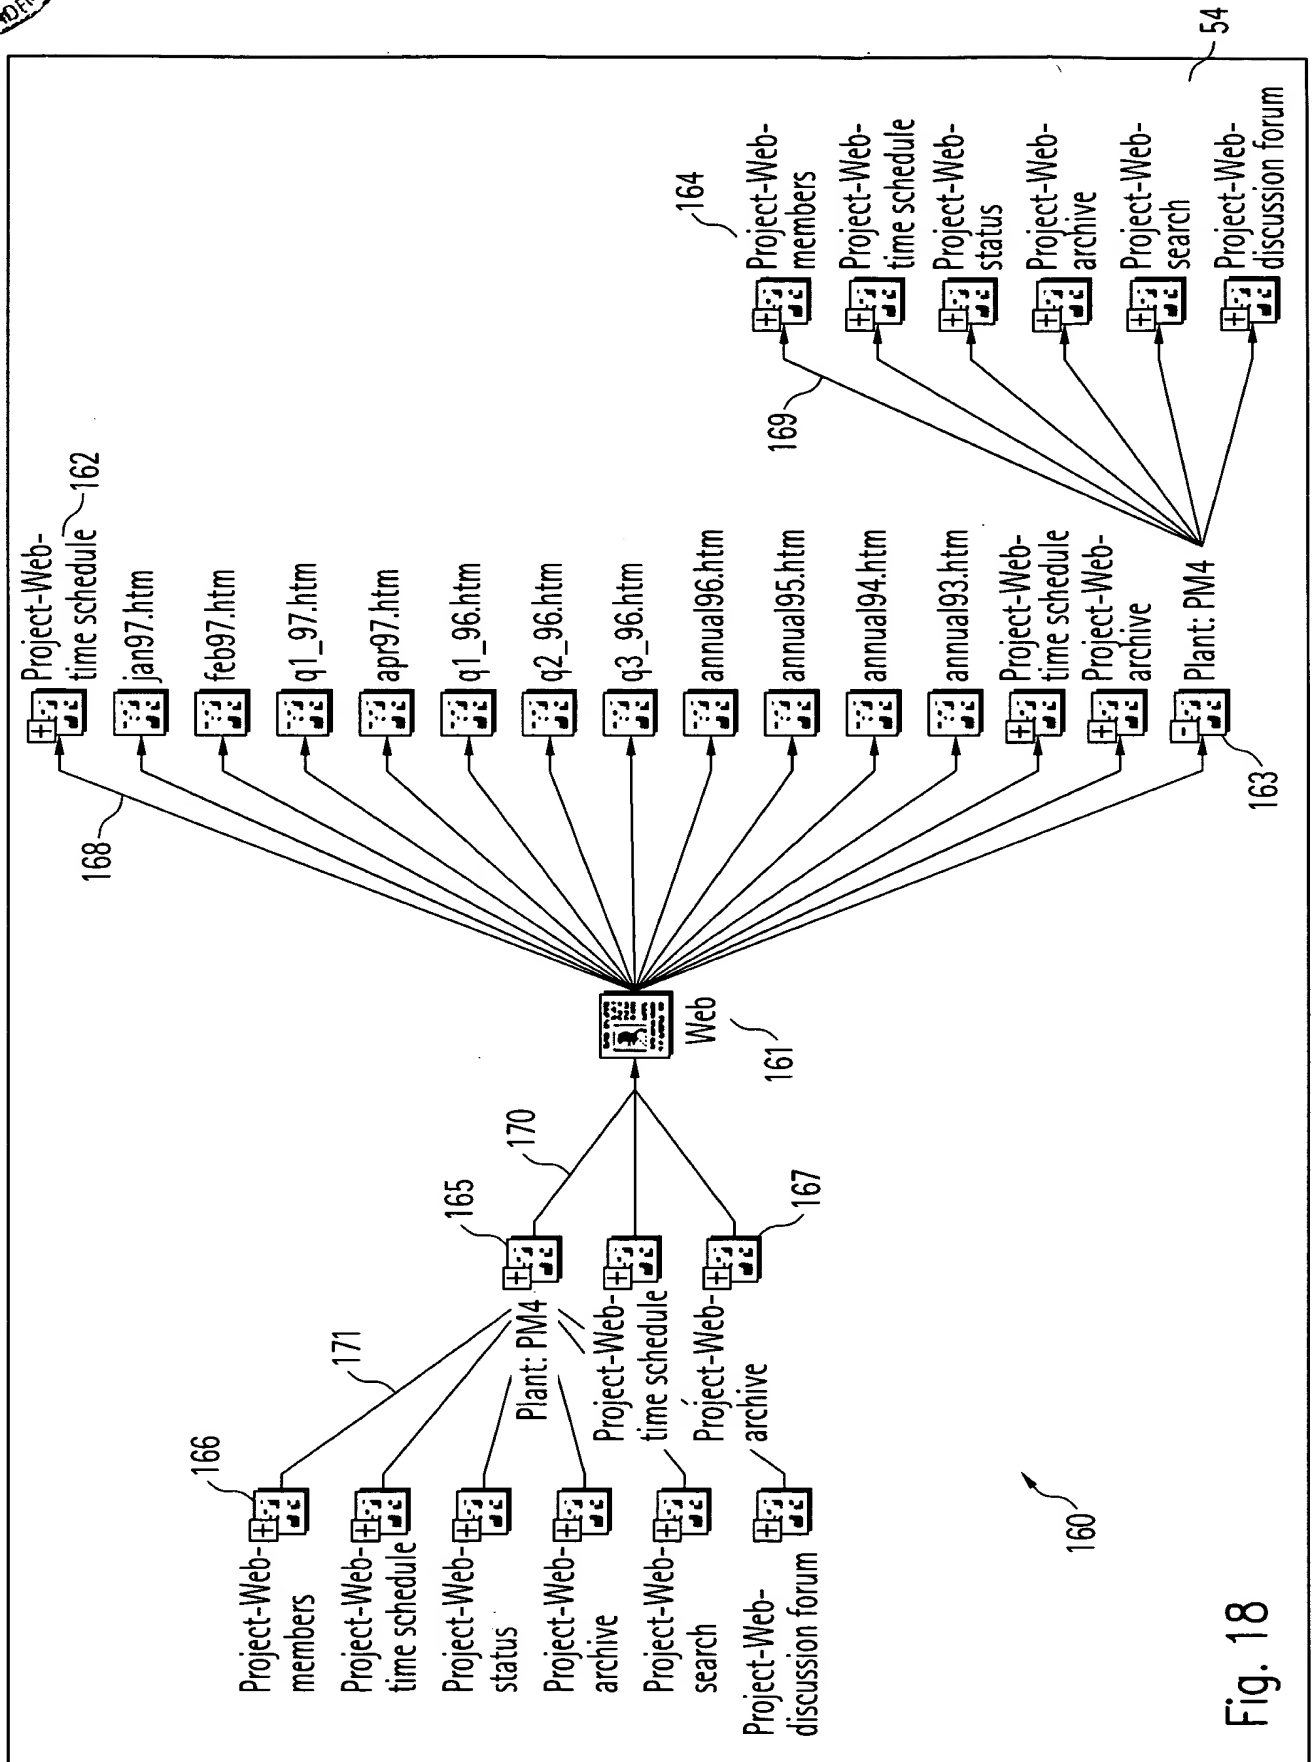 54
Project-Web-
members
166
Project-Web-
time schedule
Project-Web-
status
Project-Web-
archive
Project-Web-
search
Project-Web-
discussion forum
171
165
Plant: PM4
Project-Web-
time schedule
Project-Web-
archive
167
170
Web
161
168
Project-Web-
time schedule
162
jan97.htm
feb97.htm
q1_97.htm
apr97.htm
q1_96.htm
q2_96.htm
q3_96.htm
annual96.htm
annual95.htm
annual94.htm
annual93.htm
Project-Web-
time schedule
Project-Web-
archive
Plant: PM4
163
169
164
Project-Web-
members
Project-Web-
time schedule
Project-Web-
status
Project-Web-
archive
Project-Web-
search
Project-Web-
discussion forum
160
Fig. 18